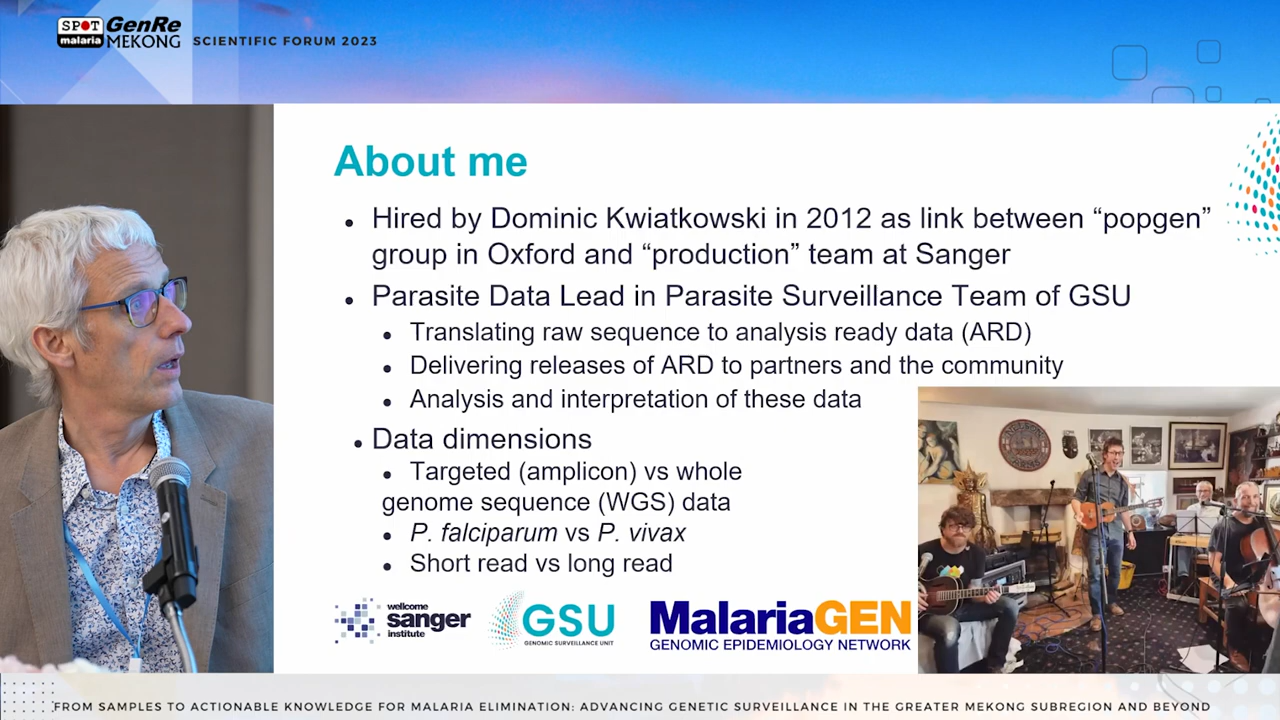 SPOT malaria GenRe MEKONG SCIENTIFIC FORUM 2023
About me
• Hired by Dominic Kwiatkowski in 2012 as link between “popgen”
group in Oxford and “production” team at Sanger
• Parasite Data Lead in Parasite Surveillance Team of GSU
• Translating raw sequence to analysis ready data (ARD)
• Delivering releases of ARD to partners and the community
• Analysis and interpretation of these data
• Data dimensions
• Targeted (amplicon) vs whole
genome sequence (WGS) data
• P. falciparum vs P. vivax
• Short read vs long read
wellcome
sanger
institute
GSU
GENOMIC SURVEILLANCE UNIT
MalariaGEN
GENOMIC EPIDEMIOLOGY NETWORK
FROM SAMPLES TO ACTIONABLE KNOWLEDGE FOR MALARIA ELIMINATION: ADVANCING GENETIC SURVEILLANCE IN THE GREATER MEKONG SUBREGION AND BEYOND